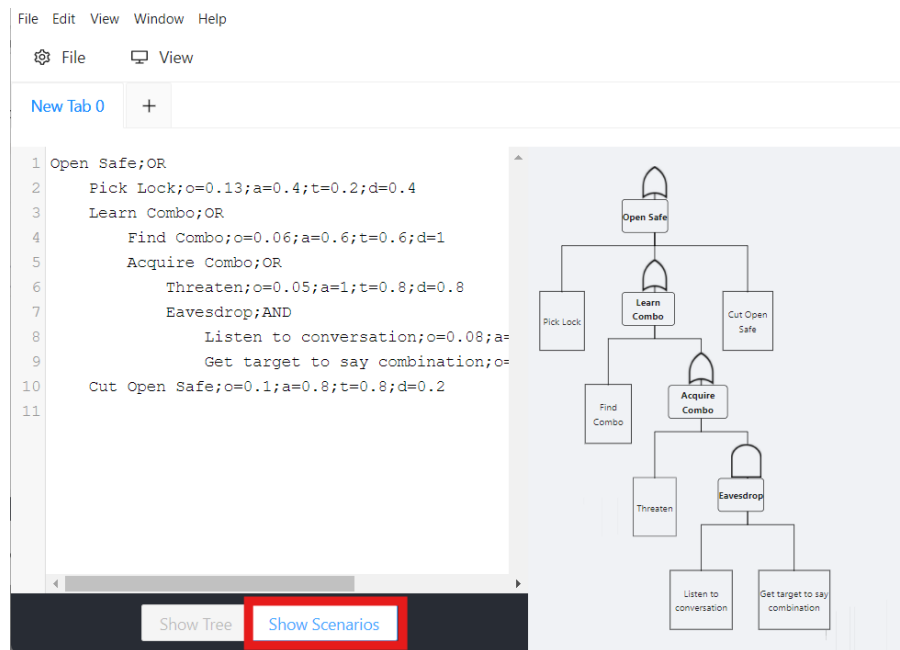 File Edit View Window Help
File View
New Tab 0 +
1 Open Safe;OR
2 Pick Lock;o=0.13;a=0.4;t=0.2;d=0.4
3 Learn Combo;OR
4 Find Combo;o=0.06;a=0.6;t=0.6;d=1
5 Acquire Combo;OR
6 Threaten;o=0.05;a=1;t=0.8;d=0.8
7 Eavesdrop;AND
8 Listen to conversation;o=0.08;a=
9 Get target to say combination;o=
10 Cut Open Safe;o=0.1;a=0.8;t=0.8;d=0.2
11
Show Tree Show Scenarios
Open Safe
Pick Lock
Learn
Combo
Cut Open
Safe
Find
Combo
Acquire
Combo
Threaten
Eavesdrop
Listen to
conversation
Get target to say
combination